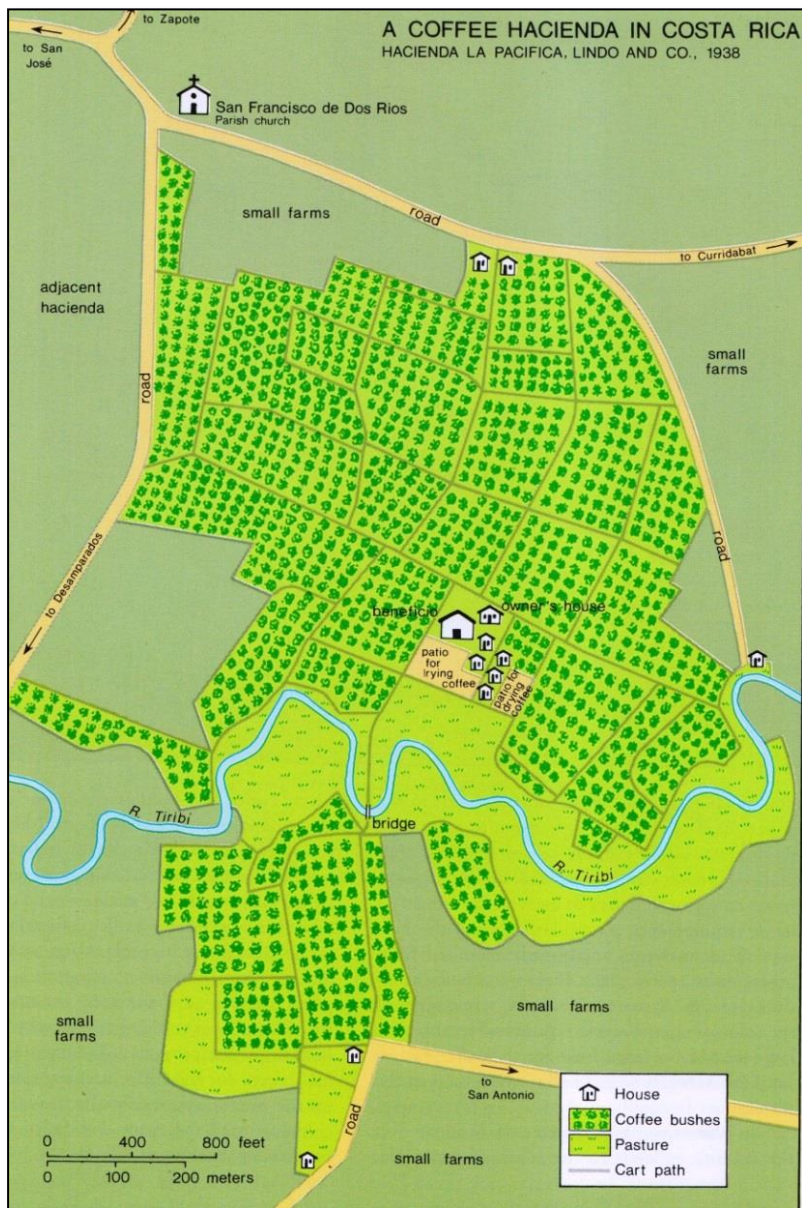 A COFFEE HACIENDA IN COSTA RICA
HACIENDA LA PACIFICA, LINDO AND CO., 1938
to Zapote
to San
José
San Francisco de Dos Rios
Parish church
small farms
road
to Curridabat
adjacent
hacienda
small
farms
road
road
to Desamparados
beneficio
owner's house
patio
for
lrying
coffee
patio for
drying
coffee
R. Tiribí
bridge
R. Tiribí
small farms
small
farms
to
San Antonio
road
small farms
House
Coffee bushes
Pasture
Cart path
0 400 800 feet
0 100 200 meters